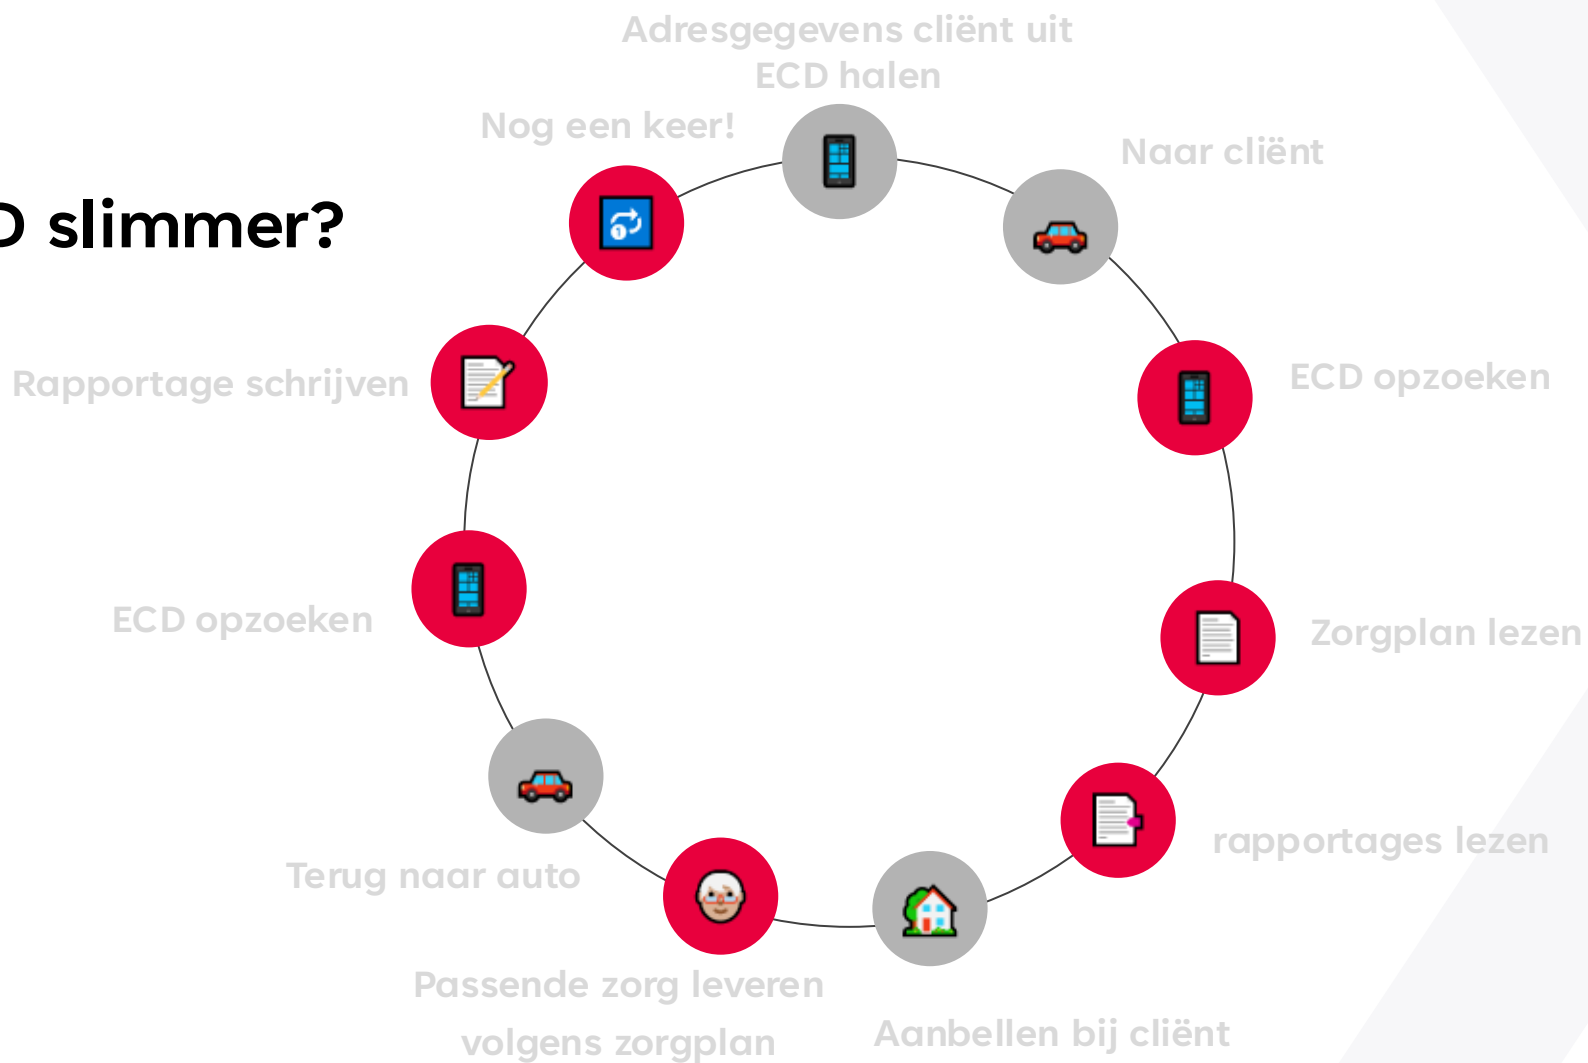 Adresgegevens cliënt uit
ECD halen
Nog een keer!
Naar cliënt
D slimmer?
Rapportage schrijven
ECD opzoeken
ECD opzoeken
Zorgplan lezen
rapportages lezen
Terug naar auto
Passende zorg leveren
volgens zorgplan
Aanbellen bij cliënt